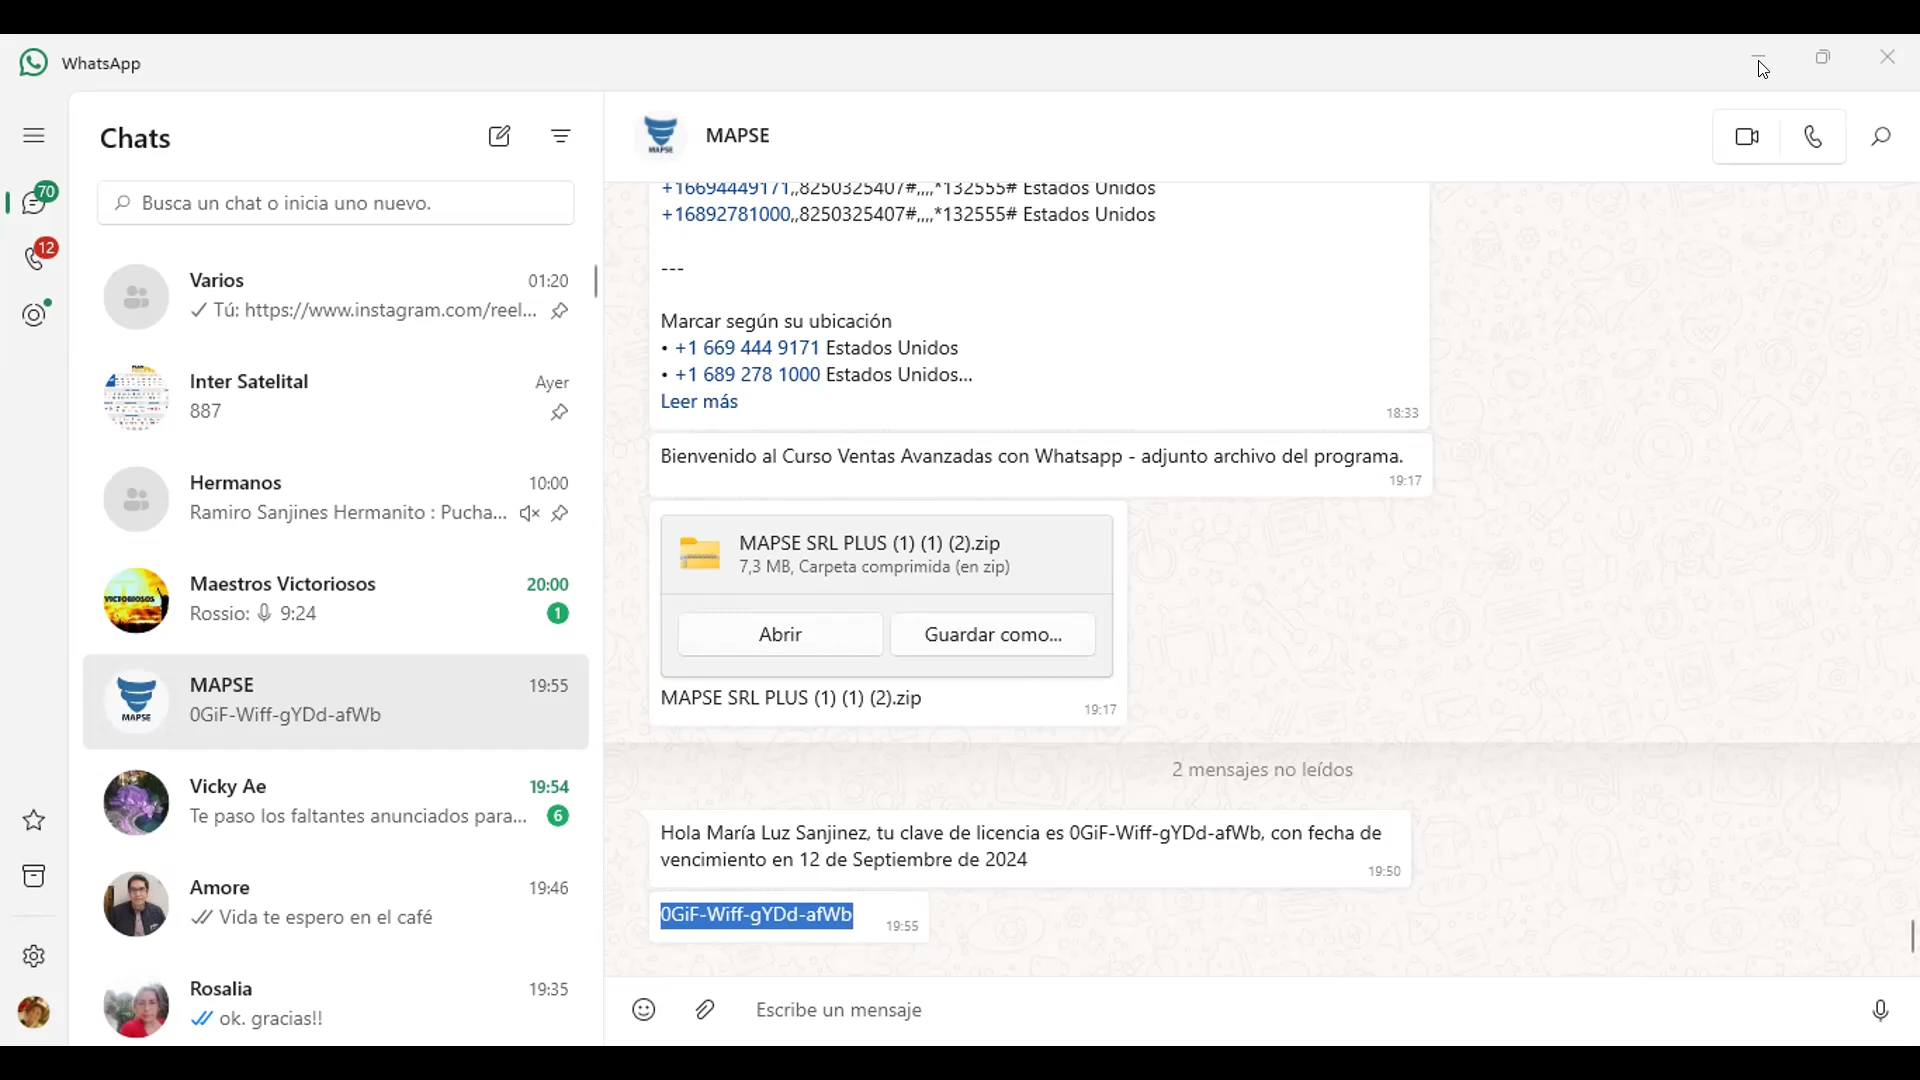 WhatsApp
Chats
Busca un chat o inicia uno nuevo.
70
12
Varios 01:20
Tú: https://www.instagram.com/reel...
Inter Satelital Ayer
887
Hermanos 10:00
Ramiro Sanjines Hermanito : Pucha...
VICTORIOSOS
Maestros Victoriosos 20:00
Rossio: 9:24 1
MAPSE
MAPSE 19:55
0GiF-Wiff-gYDd-afWb
Vicky Ae 19:54
Te paso los faltantes anunciados para... 6
Amore 19:46
Vida te espero en el café
Rosalia 19:35
ok. gracias!!
MAPSE
MAPSE
+16694449171,,8250325407#,,,,*132555# Estados Unidos
+16892781000,,8250325407#,,,,*132555# Estados Unidos
---
Marcar según su ubicación
• +1 669 444 9171 Estados Unidos
• +1 689 278 1000 Estados Unidos...
Leer más
18:33
Bienvenido al Curso Ventas Avanzadas con Whatsapp - adjunto archivo del programa.
19:17
MAPSE SRL PLUS (1) (1) (2).zip
7,3 MB, Carpeta comprimida (en zip)
Abrir Guardar como...
MAPSE SRL PLUS (1) (1) (2).zip
19:17
2 mensajes no leídos
Hola María Luz Sanjinez, tu clave de licencia es 0GiF-Wiff-gYDd-afWb, con fecha de
vencimiento en 12 de Septiembre de 2024
19:50
0GiF-Wiff-gYDd-afWb 19:55
Escribe un mensaje